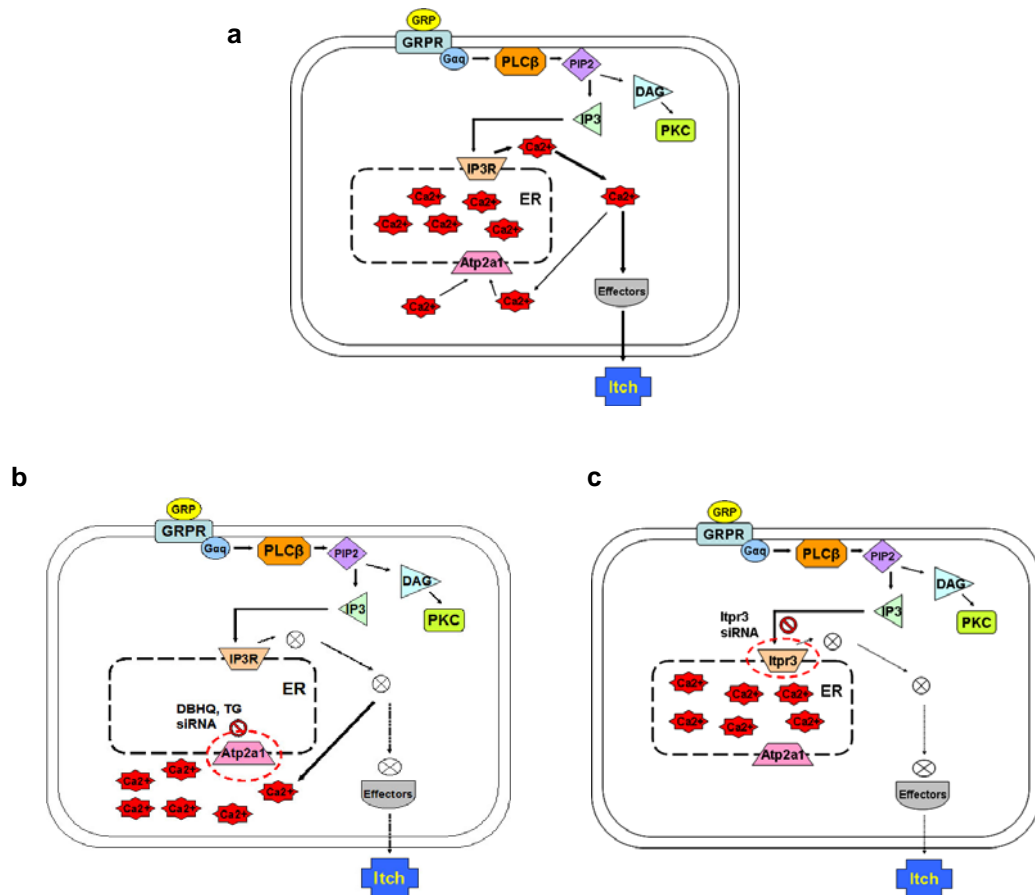 a
GRP
GRPR
Gαq
PLCβ
PIP2
DAG
IP3
PKC
Ca2+
IP3R
ER
Ca2+
Ca2+
Ca2+
Ca2+
Ca2+
Ca2+
Atp2a1
Ca2+
Ca2+
Effectors
Itch
b
GRP
GRPR
Gαq
PLCβ
PIP2
DAG
IP3
PKC
IP3R
ER
DBHQ, TG
siRNA
Atp2a1
Ca2+
Ca2+
Ca2+
Ca2+
Ca2+
Ca2+
Effectors
Itch
c
GRP
GRPR
Gαq
PLCβ
PIP2
DAG
IP3
PKC
Itpr3
siRNA
Itpr3
ER
Ca2+
Ca2+
Ca2+
Ca2+
Ca2+
Ca2+
Atp2a1
Effectors
Itch